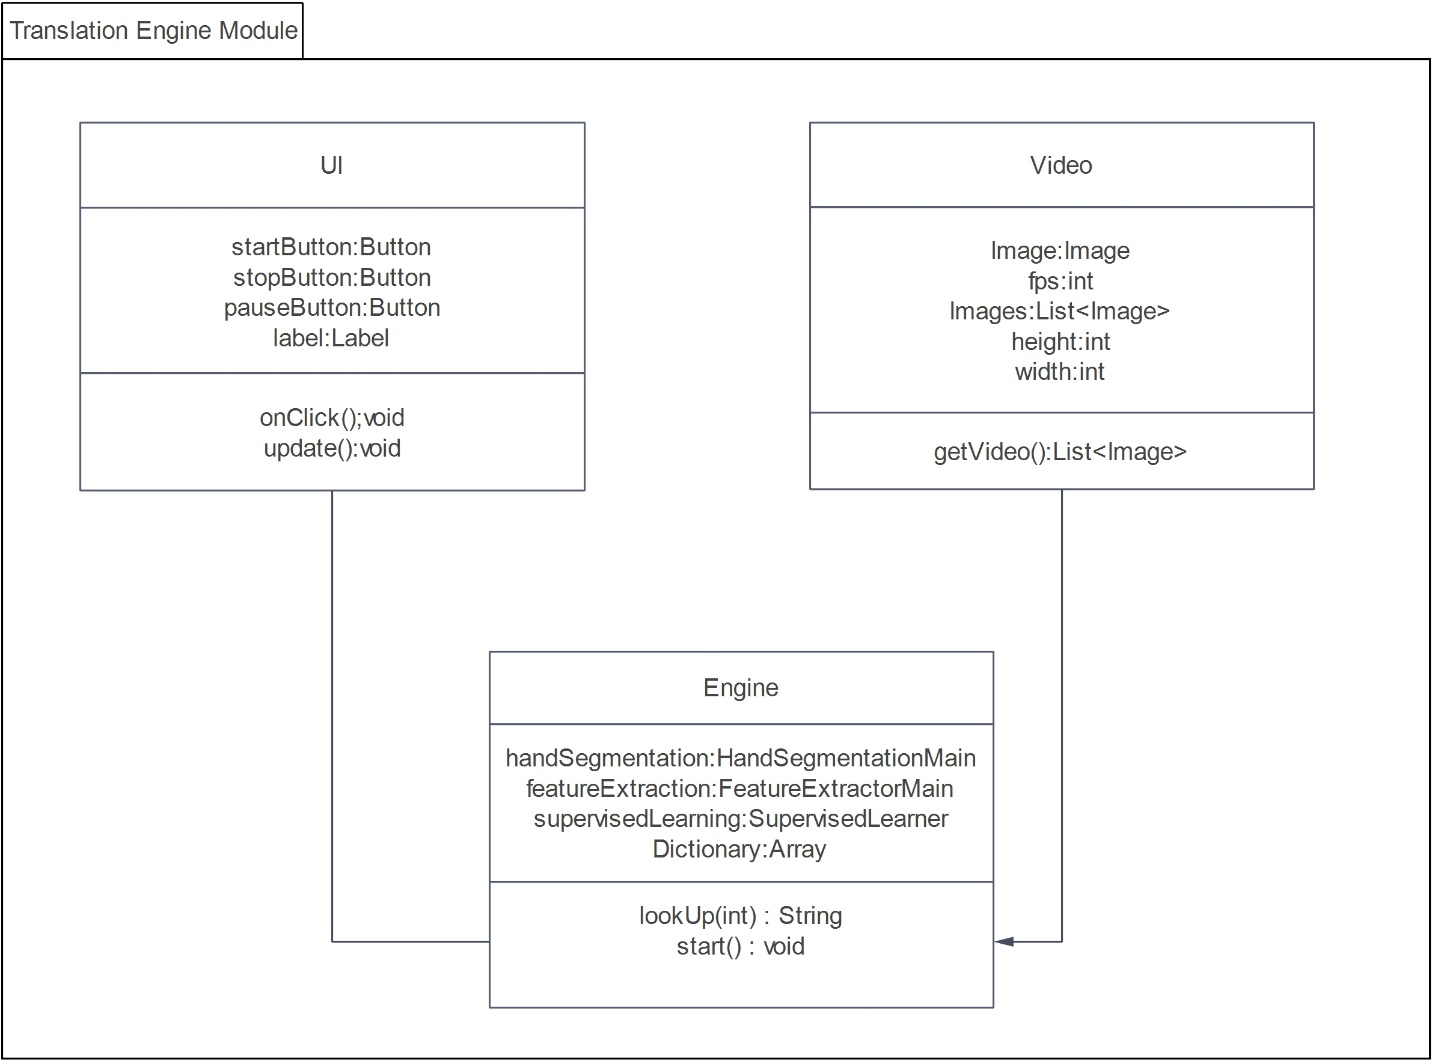 Translation Engine Module
UI
startButton:Button
stopButton:Button
pauseButton:Button
label:Label
onClick();void
update():void
Video
Image:Image
fps:int
Images:List<Image>
height:int
width:int
getVideo():List<Image>
Engine
handSegmentation:HandSegmentationMain
featureExtraction:FeatureExtractorMain
supervisedLearning:SupervisedLearner
Dictionary:Array
lookUp(int) : String
start() : void